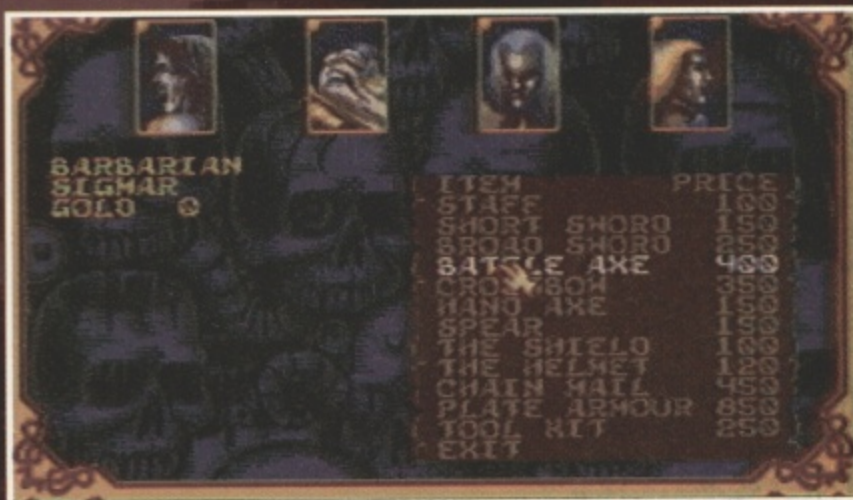 BARBARIAN
SIGMAR
GOLD 0
ITEM PRICE
STAFF 100
SHORT SWORD 150
BROAD SWORD 250
BATTLE AXE 400
CROSSBOW 350
HAND AXE 150
SPEAR 150
THE SHIELD 100
THE HELMET 120
CHAIN MAIL 450
PLATE ARMOUR 850
TOOL KIT 250
EXIT